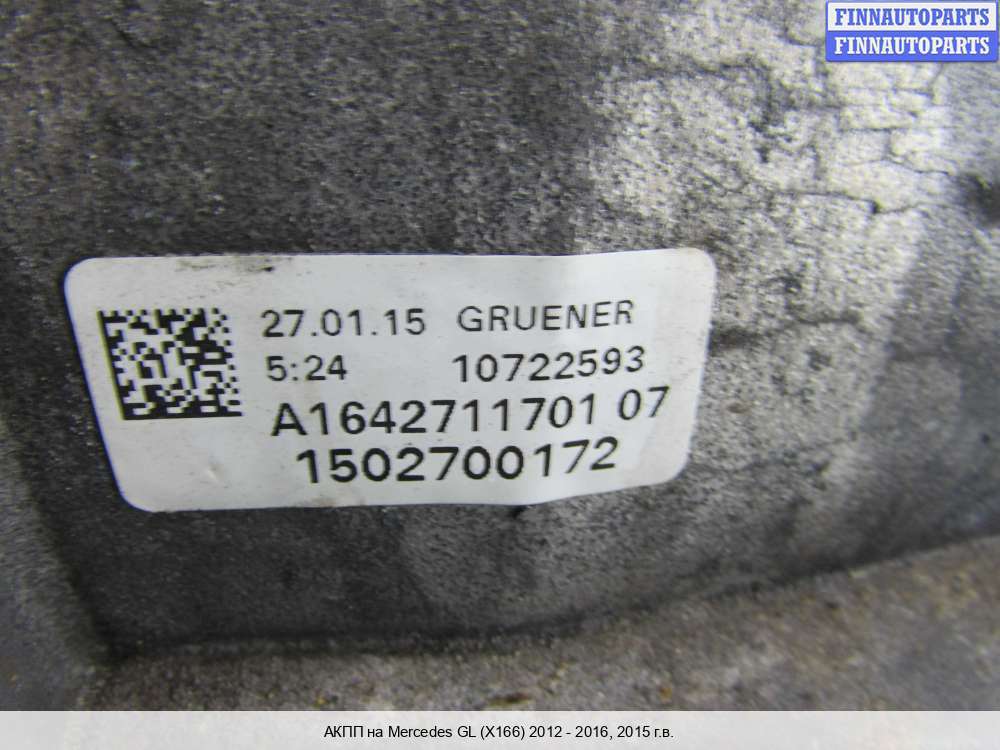 FINNAUTOPARTS
FINNAUTOPARTS
27.01.15 GRUENER
5:24 10722593
A1642711701 07
1502700172
АКПП на Mercedes GL (X166) 2012 - 2016, 2015 г.в.